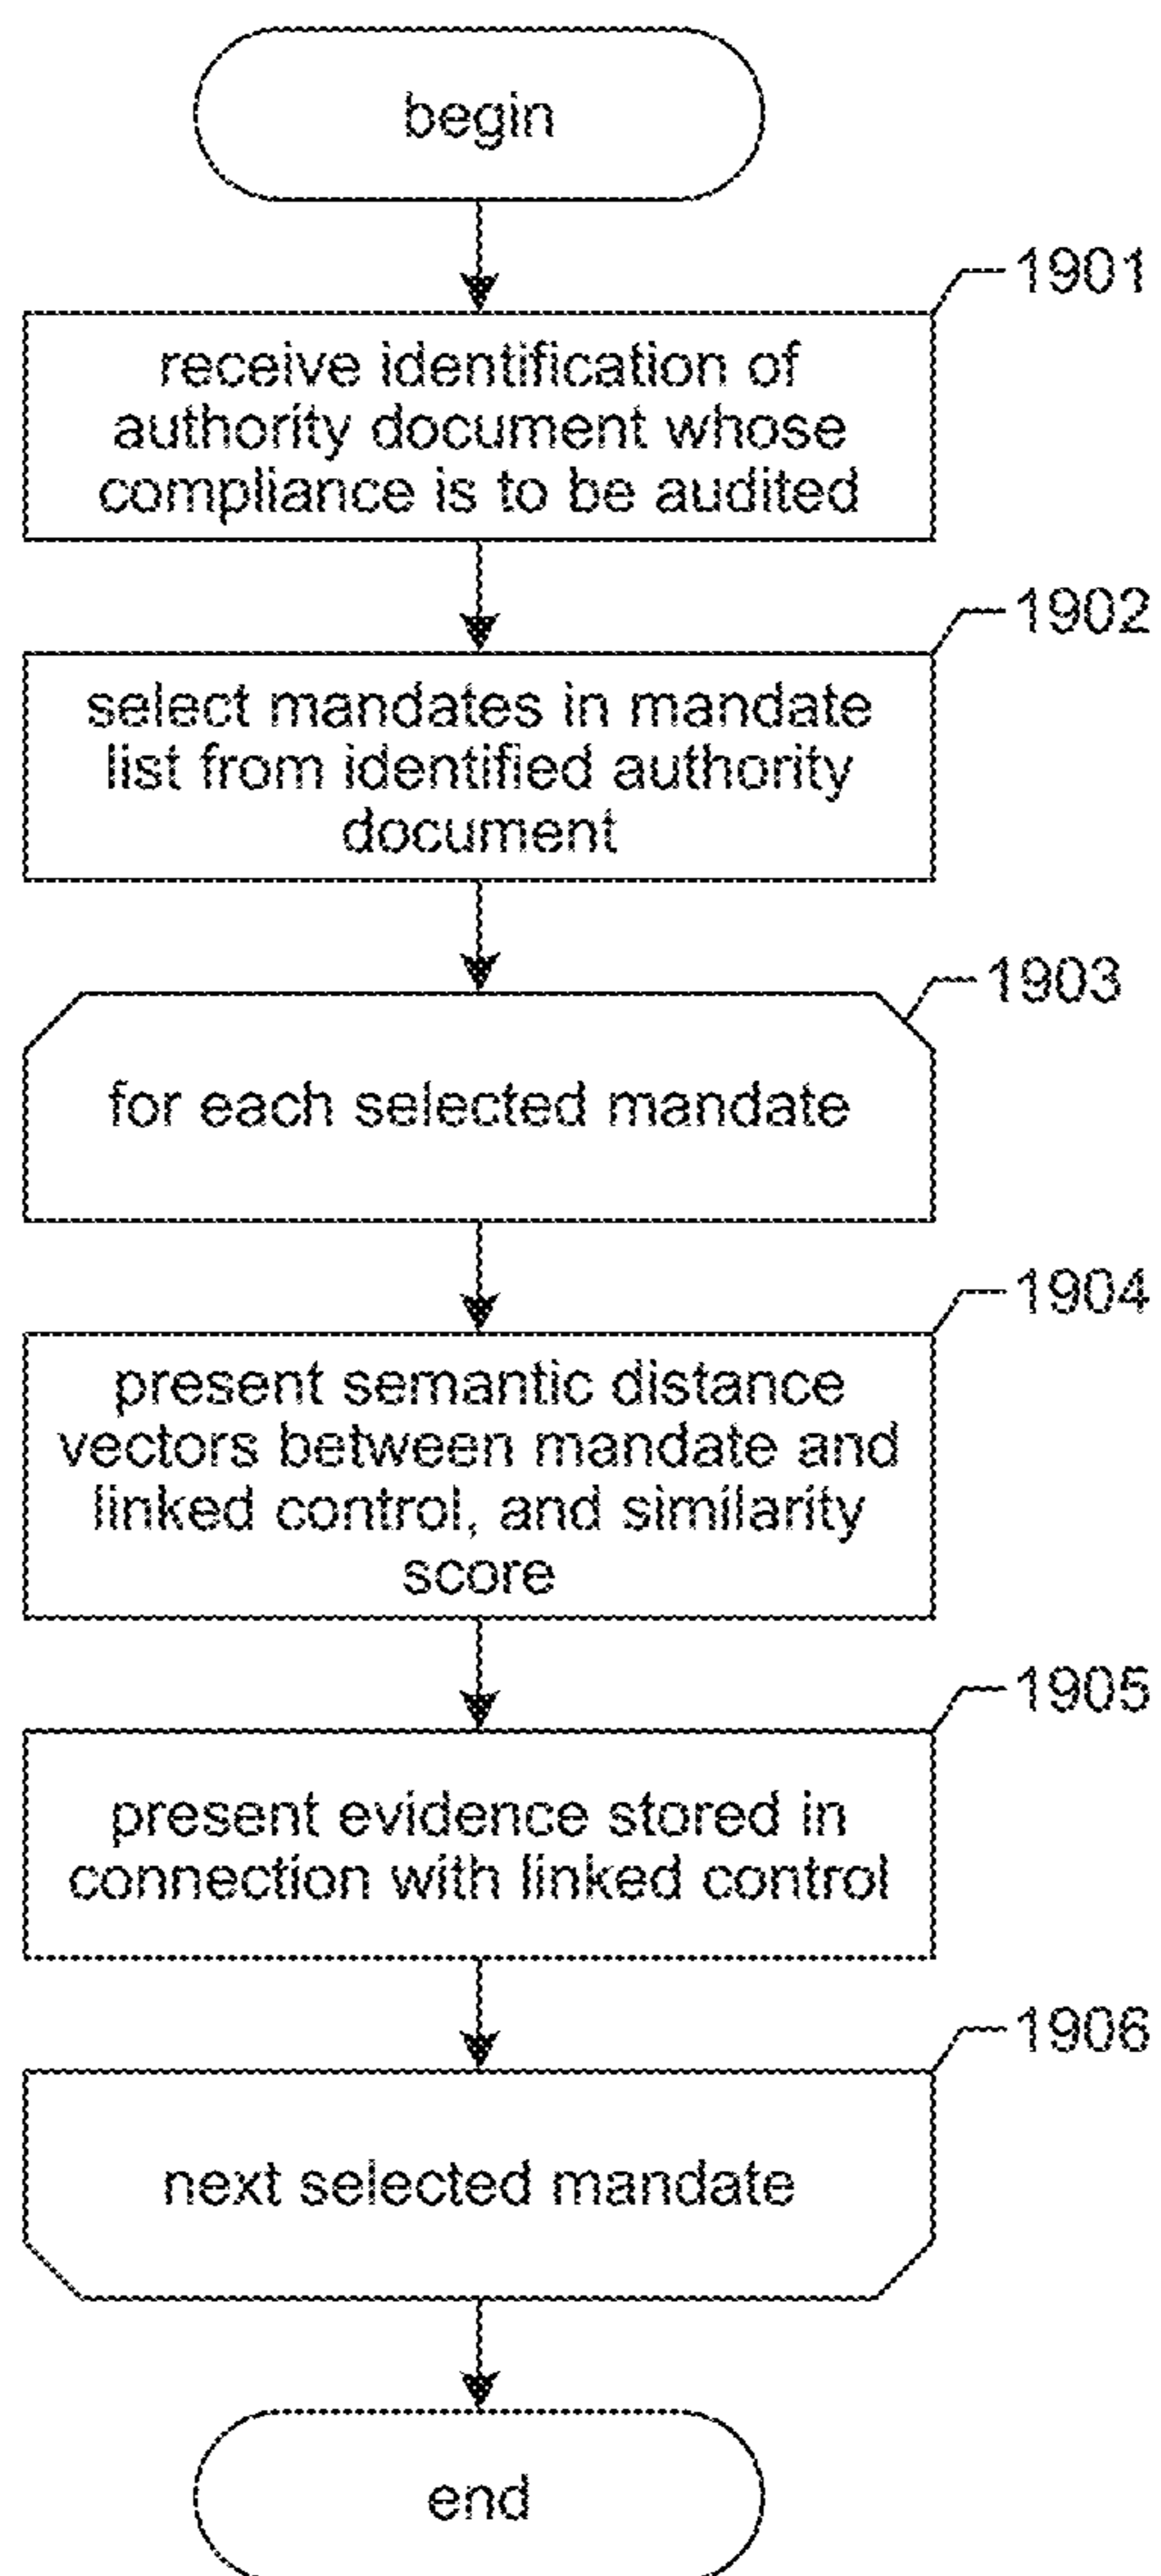 begin
1901
receive identification of
authority document whose
compliance is to be audited
1902
select mandates in mandate
list from identified authority
document
1903
for each selected mandate
1904
present semantic distance
vectors between mandate and
linked control, and similarity
score
1905
present evidence stored in
connection with linked control
1906
next selected mandate
end